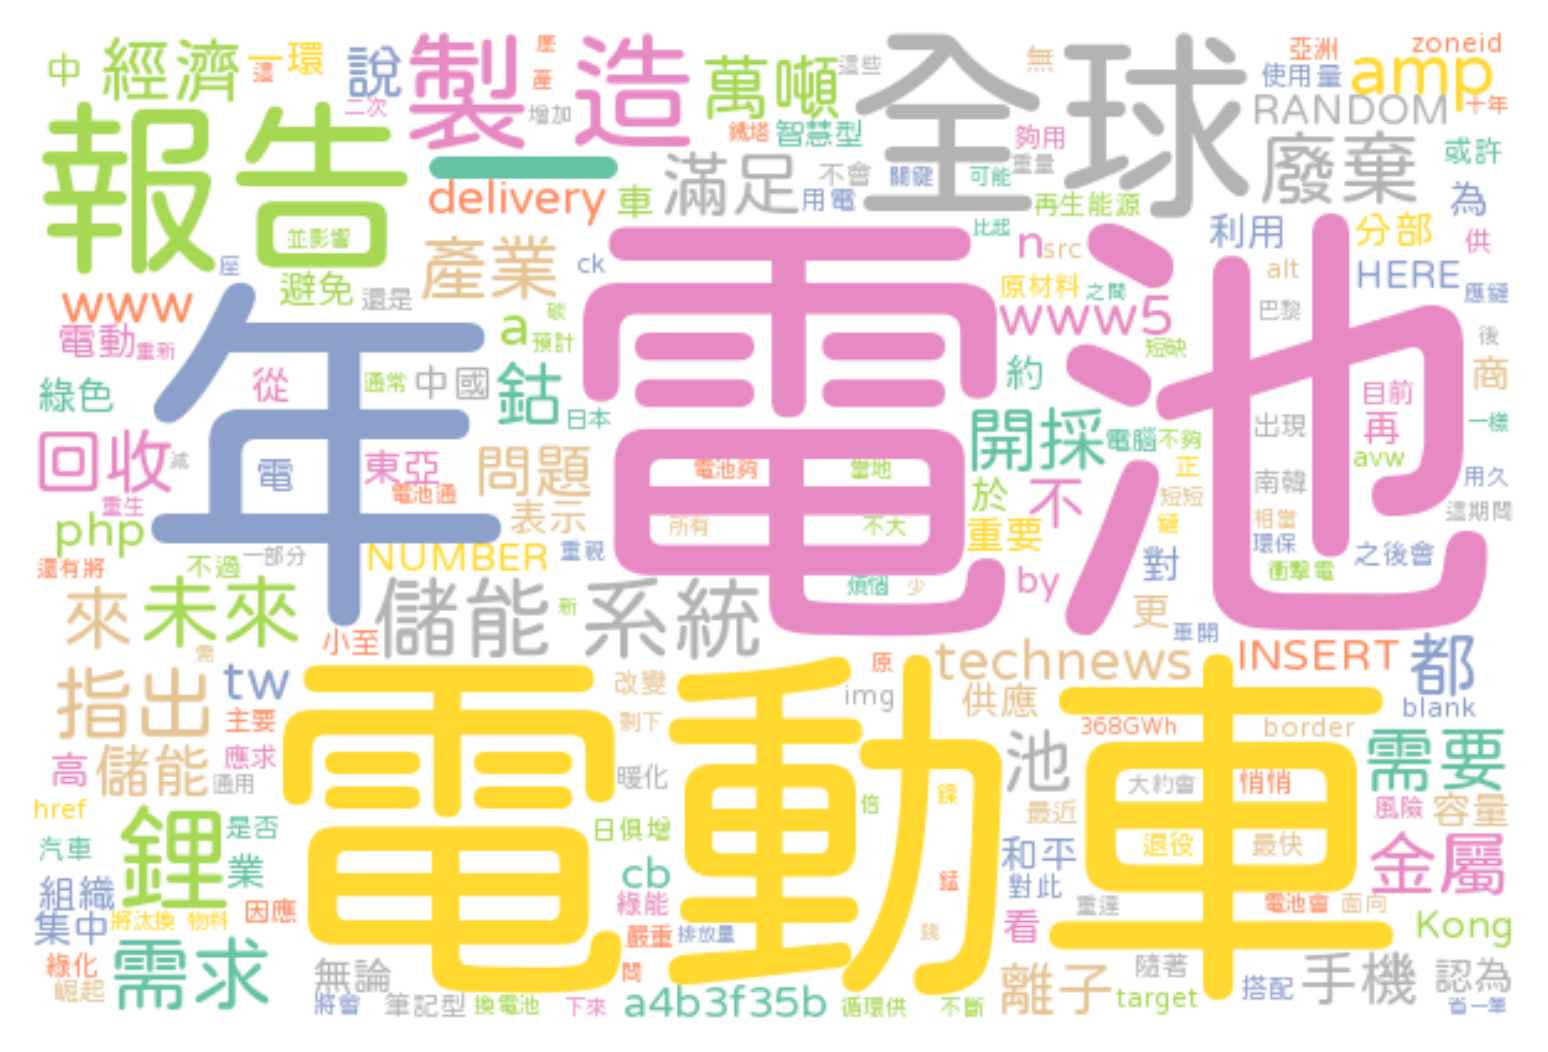 中 經濟 一 環 這 說 製造 厔 產 萬噸 這些 全球 無 亞洲 使用量 zoneid amp
二次 增加 鐵塔 智慧型 夠用 RANDOM 十年
報告 並影響 一 delivery 車 滿足 不會 用電 關鍵 可能 重量 再生能源 廢棄 或許 為
座 避免 還是 產業 ck 電池 比起 n src 利用 分部 供
www 電動 重新 年 a 碳 預計 原材料 之間 www5 alt HERE 應鏈
巴黎 短缺 後
綠色 從 通常 中國 鈷 日本 約 目前 商
回收 減 電 東亞 電池通 問題 電池夠 當地 開採 電腦 不夠 出現 再 一樣
重生 php 表示 所有 不大 於 不 正 短短 南韓 avw 用久
一部分 NUMBER 重視 重要 鏈 相當 環保 這期間
還有將 不過 煩惱 少 by 對 衝擊電 之後會
來 未來 小至 儲能 新 系統 更 車開
需 原 technews INSERT 都
指出 tw 電動車 改變 img 供應 368GWh border blank
主要 剩下
高 儲能 應求 通用 暖化 池 大約會 悄悄 需要
href 倍 鎳 最近 風險 容量
汽車 鋰 是否 日俱增 和平 退役 最快
組織 業 cb 錳 對此 金屬
集中 將汰換 物料 因應 綠能 嚴重 排放量 看 重達 電池會 面向 Kong
綠化 崛起 需求 無論 問 離子 隨著 手機 認為
將會 筆記型 換電池 下來 a4b3f35b 循環供 不斷 target 搭配 首一筆